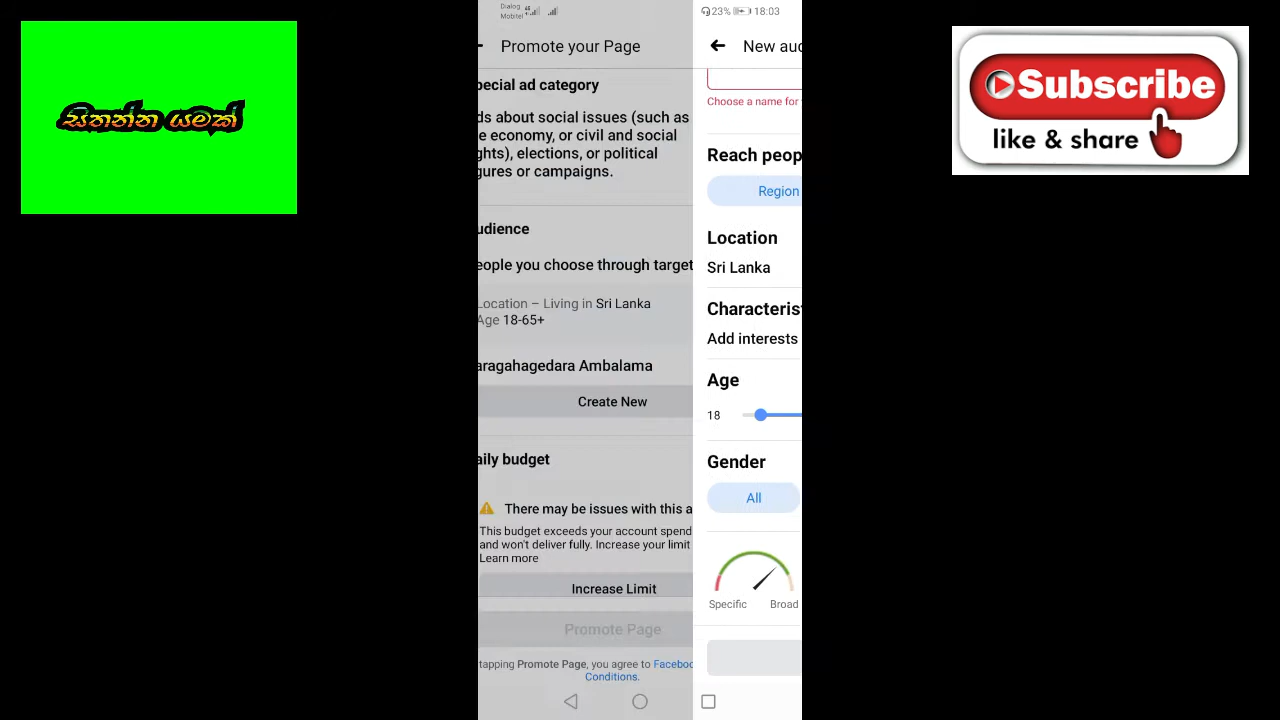 සිතන්න යමක්
Dialog
Mobitel
Promote your Page
pecial ad category
ds about social issues (such as
e economy, or civil and social
ghts), elections, or political
gures or campaigns.
udience
eople you choose through target
Location – Living in Sri Lanka
Age 18-65+
aragahagedara Ambalama
Create New
aily budget
There may be issues with this a
This budget exceeds your account spend
and won't deliver fully. Increase your limit
Learn more
Increase Limit
Promote Page
tapping Promote Page, you agree to Faceboo
Conditions.
23% 18:03
New aud
Choose a name for
Reach peop
Region
Location
Sri Lanka
Characterist
Add interests
Age
18
Gender
All
Specific Broad
Subscribe
like & share